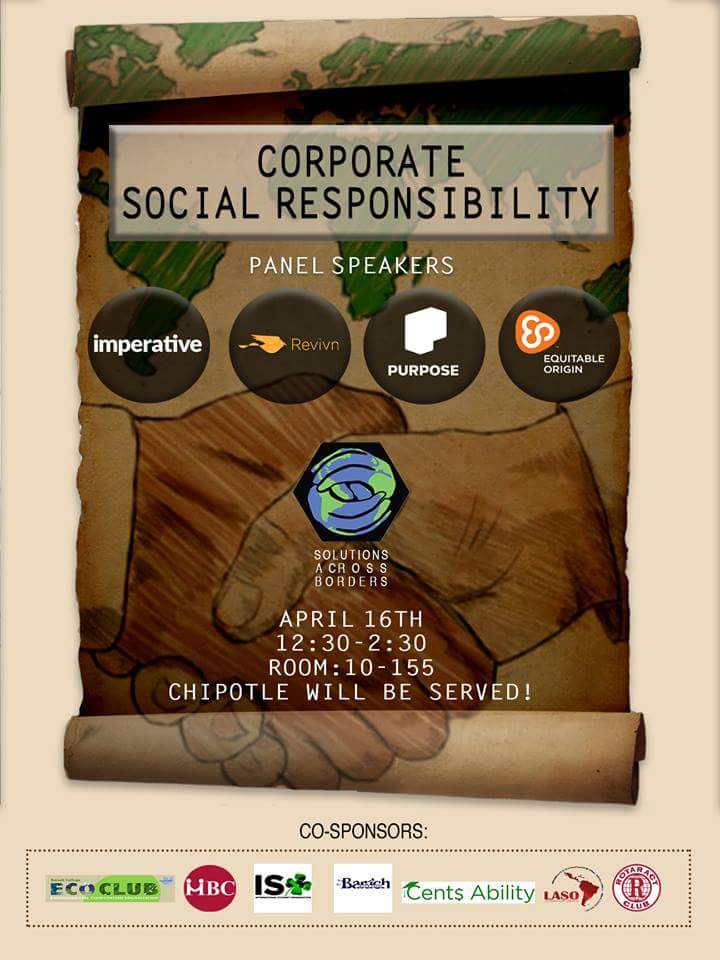 CORPORATE
SOCIAL RESPONSIBILITY
PANEL SPEAKERS
imperative
Revivn
PURPOSE
EQUITABLE
ORIGIN
SOLUTIONS
ACROSS
BORDERS
APRIL 16TH
12:30-2:30
ROOM:10-155
CHIPOTLE WILL BE SERVED!
CO-SPONSORS:
ECO CLUB
MBC
IS
Baruch
Cents Ability
LASO
ROTARACT
R
CLUB